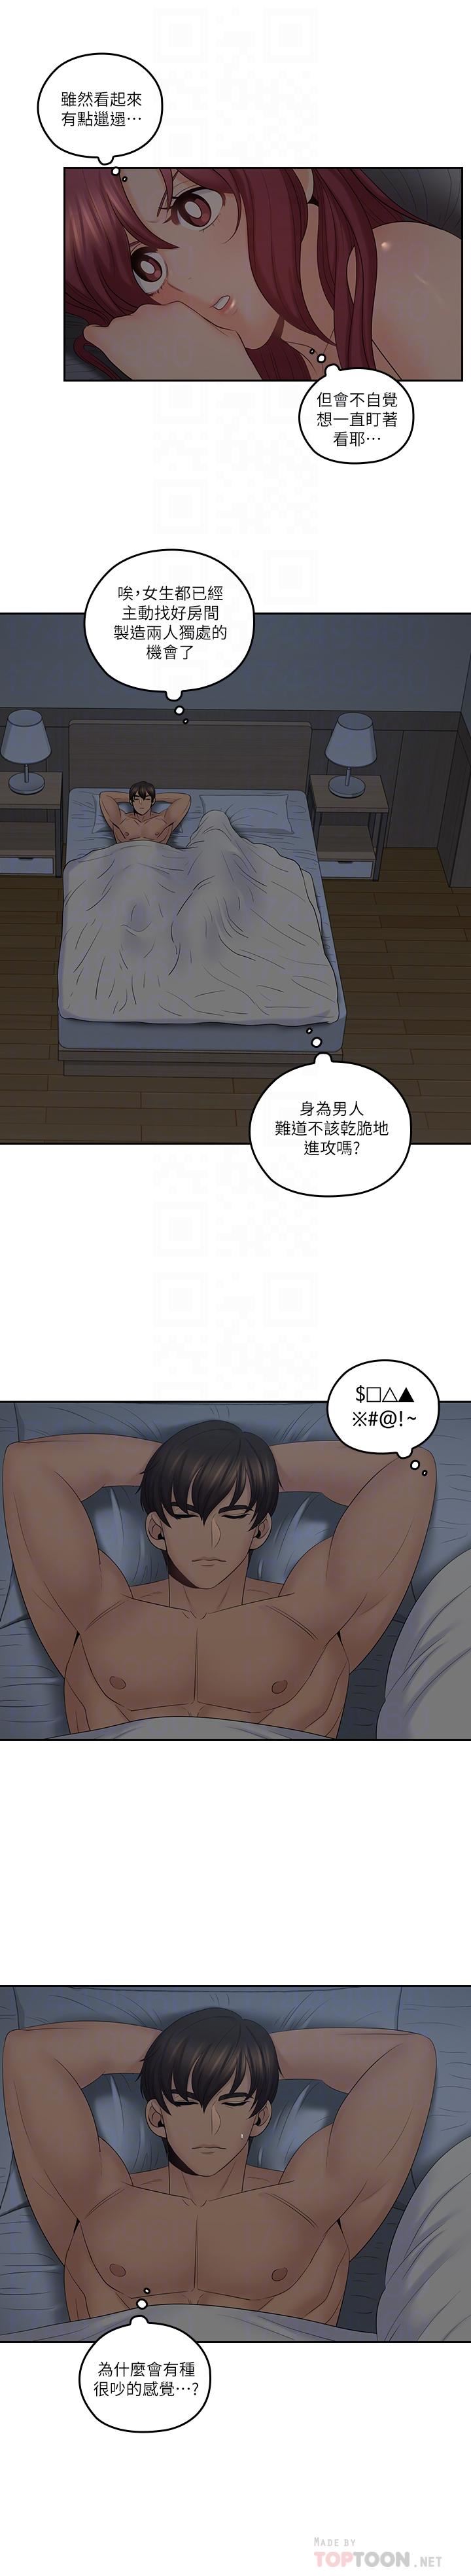 雖然看起來
有點邋遢⋯
但會不自覺
想一直盯著
看耶⋯
唉，女生都已經
主動找好房間
製造兩人獨處的
機會了
身為男人
難道不該乾脆地
進攻嗎?
$□△▲
※#@!~
為什麼會有種
很吵的感覺⋯?
MADE BY
TOPTOON.NET